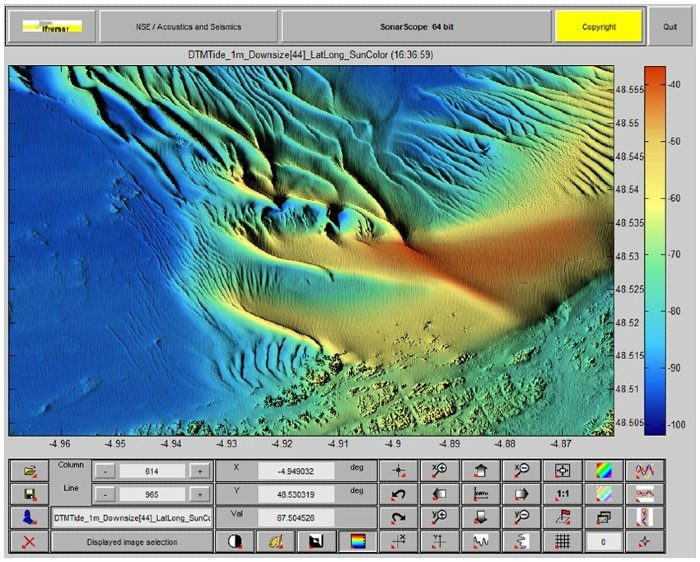 Ifremer
NSE / Acoustics and Seismics
SonarScope 64 bit
Copyright
Quit
DTMTide_1m_Downsize[44]_LatLong_SunColor (16:36:59)
48.555
48.55
48.545
48.54
48.535
48.53
48.525
48.52
48.515
48.51
48.505
-4.96
-4.95
-4.94
-4.93
-4.92
-4.91
-4.9
-4.89
-4.88
-4.87
-40
-50
-60
-70
-80
-90
-100
Column
-
614
+
X
-4.949032
deg
Line
-
965
+
Y
48.530319
deg
1:1
DTMTide_1m_Downsize[44]_LatLong_SunCo
Val
67.504526
Displayed image selection
0